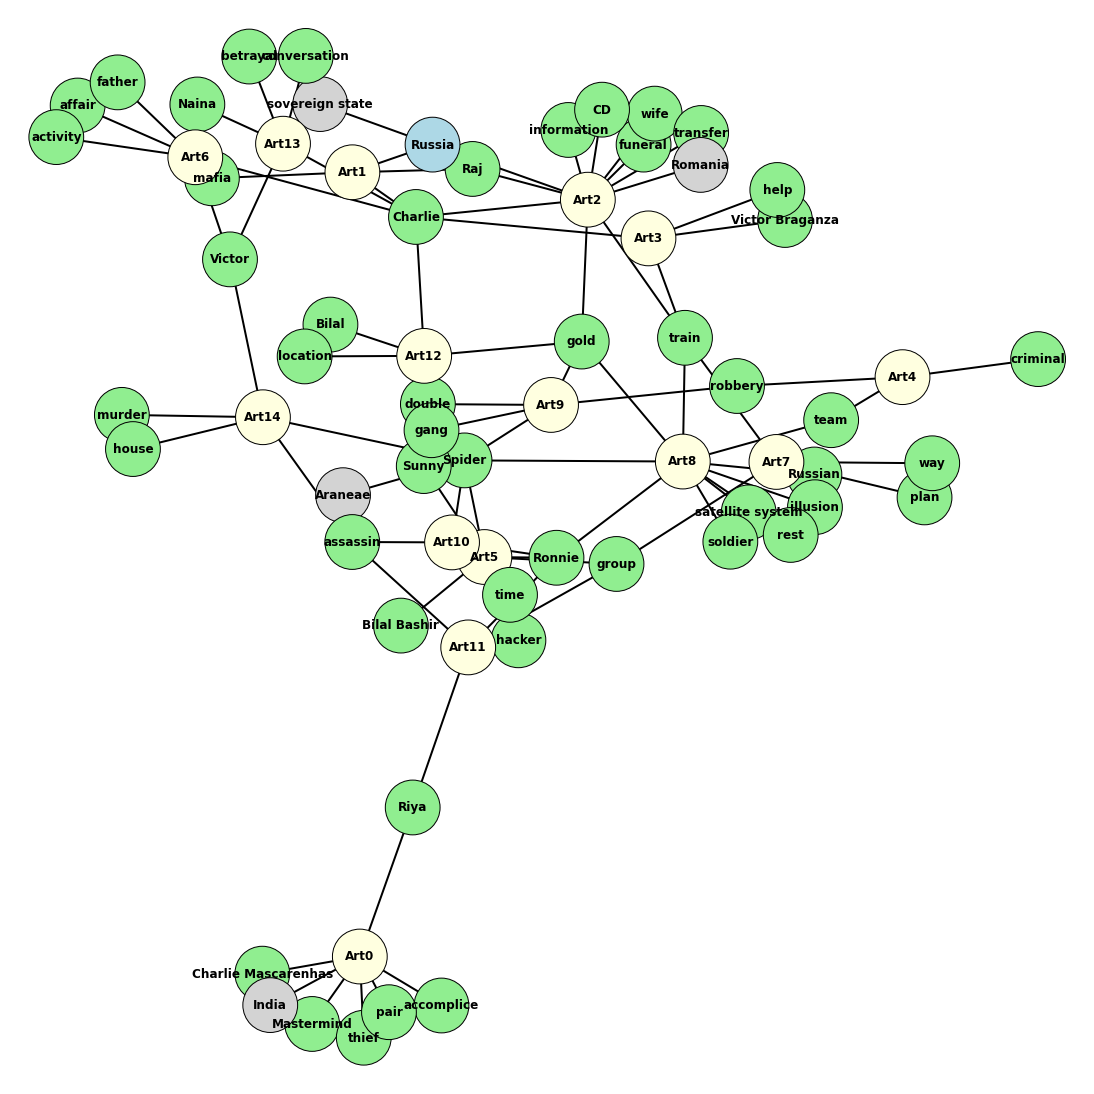 betrayal
conversation
father
affair
Naina
sovereign state
CD
wife
activity
information
transfer
Art13
Russia
funeral
Art6
Raj
Romania
Art1
mafia
help
Art2
Charlie
Victor Braganza
Art3
Victor
Bilal
train
gold
location
Art12
criminal
Art4
robbery
double
Art9
murder
Art14
team
gang
house
Spider
Art8
Art7
way
Sunny
Russian
Araneae
plan
illusion
satellite system
rest
assassin
Art10
soldier
Art5
Ronnie
group
time
Bilal Bashir
hacker
Art11
Riya
Art0
Charlie Mascarenhas
India
accomplice
pair
Mastermind
thief